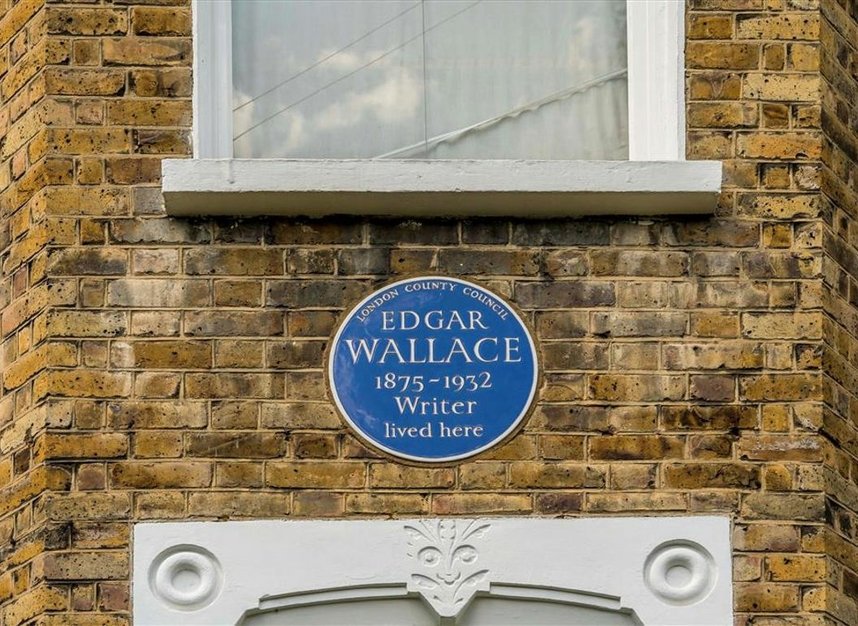 LONDON COUNTY COUNCIL
EDGAR
WALLACE
1875-1932
Writer
lived here